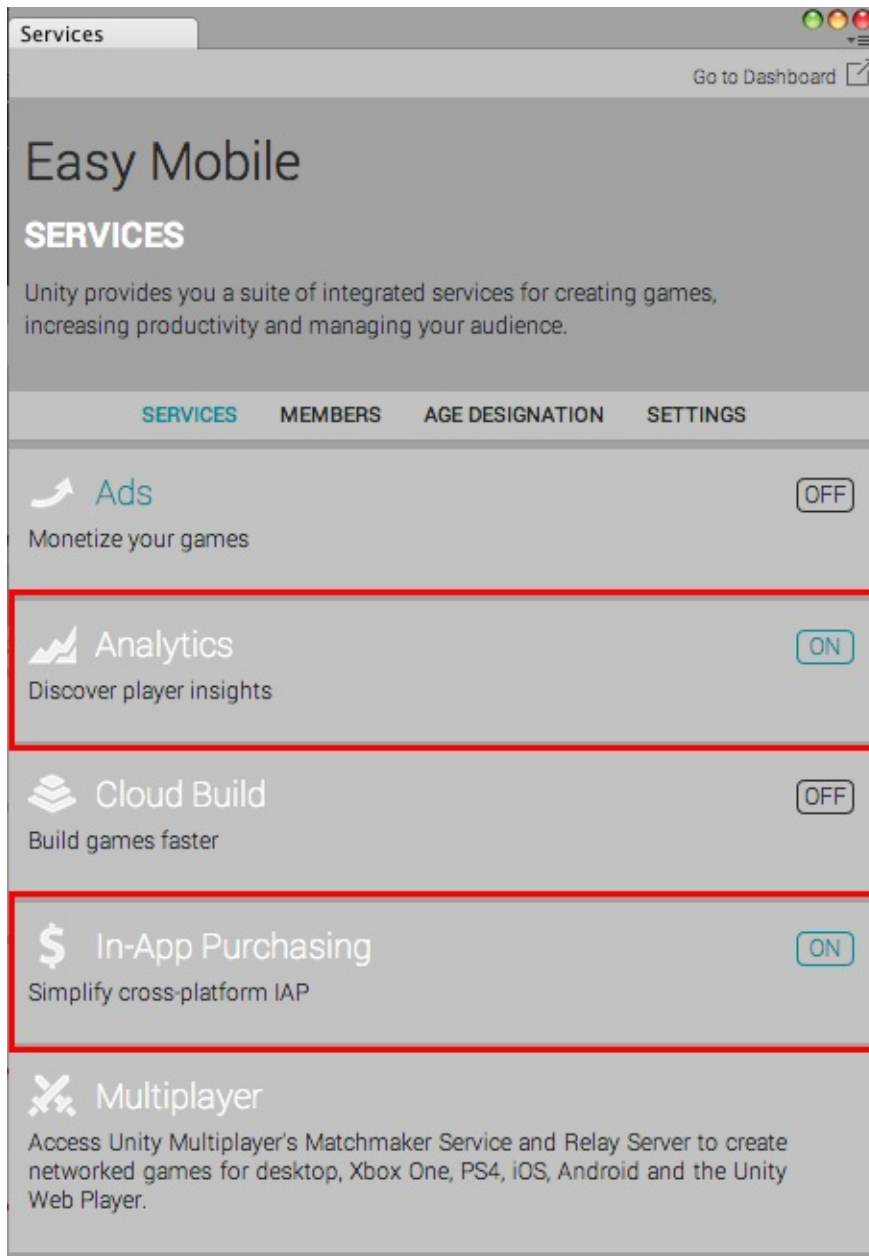 Services
Go to Dashboard
Easy Mobile
SERVICES
Unity provides you a suite of integrated services for creating games,
increasing productivity and managing your audience.
SERVICES MEMBERS AGE DESIGNATION SETTINGS
Ads OFF
Monetize your games
Analytics ON
Discover player insights
Cloud Build OFF
Build games faster
$ In-App Purchasing ON
Simplify cross-platform IAP
Multiplayer
Access Unity Multiplayer's Matchmaker Service and Relay Server to create
networked games for desktop, Xbox One, PS4, iOS, Android and the Unity
Web Player.